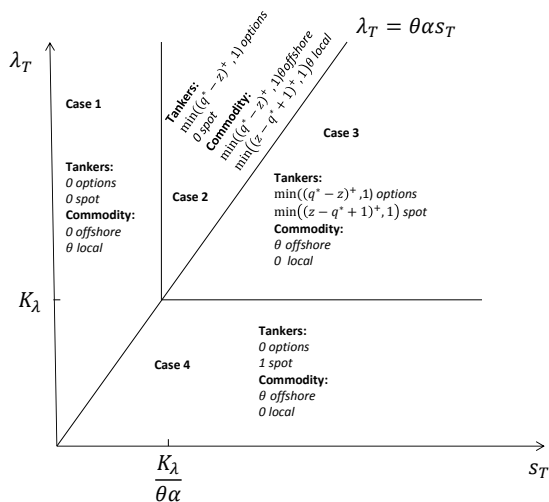 λ_T = θαs_T
λ_T
Case 1
Tankers:
0 options
0 spot
Commodity:
0 offshore
θ local
Tankers:
min((q* − z)⁺, 1) options
0 spot
Commodity:
min((q* − z)⁺, 1)θ offshore
min((z − q* + 1)⁺, 1)θ local
Case 2
Case 3
Tankers:
min((q* − z)⁺, 1) options
min((z − q* + 1)⁺, 1) spot
Commodity:
θ offshore
0 local
K_λ
Case 4
Tankers:
0 options
1 spot
Commodity:
θ offshore
0 local
K_λ
θα
s_T